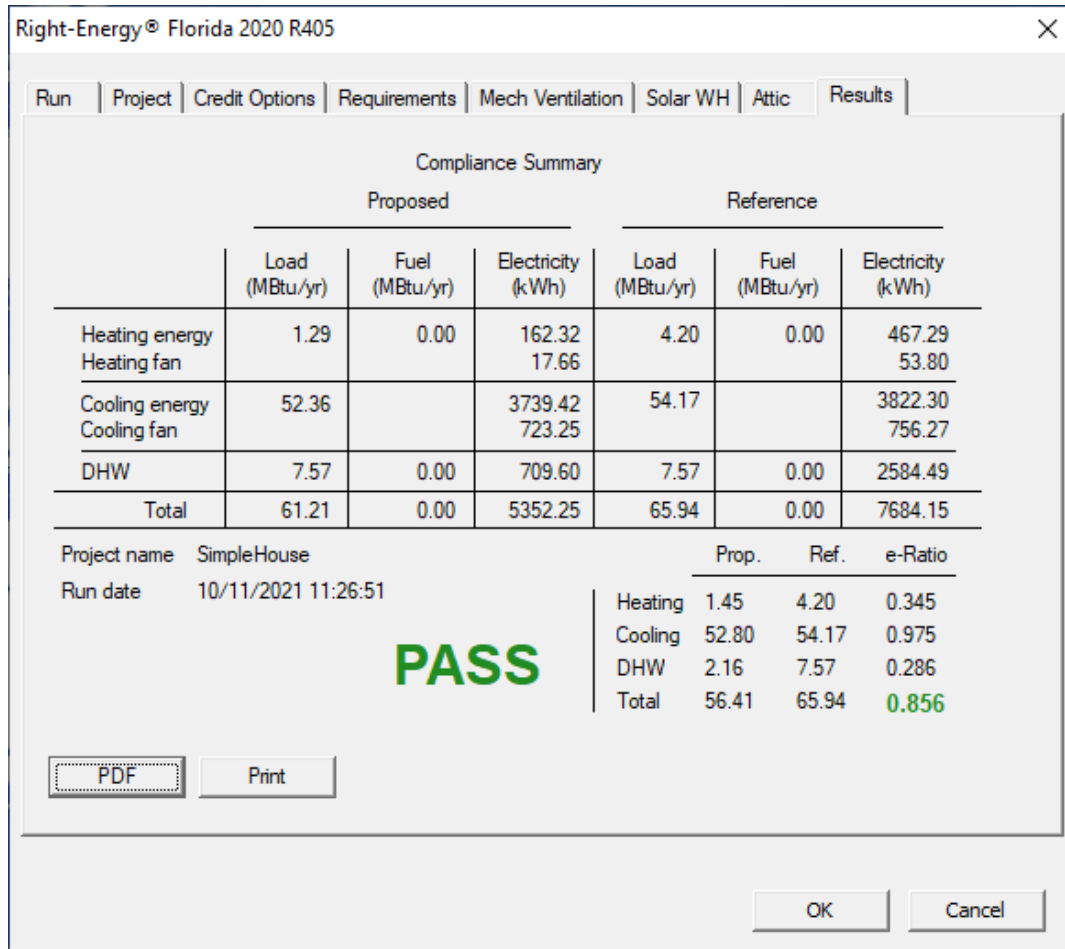 Right-Energy® Florida 2020 R405
Run Project Credit Options Requirements Mech Ventilation Solar WH Attic Results
Compliance Summary
Proposed Reference
Load Fuel Electricity Load Fuel Electricity
(MBtu/yr) (MBtu/yr) (kWh) (MBtu/yr) (MBtu/yr) (kWh)
Heating energy 1.29 0.00 162.32 4.20 0.00 467.29
Heating fan 17.66 53.80
Cooling energy 52.36 3739.42 54.17 3822.30
Cooling fan 723.25 756.27
DHW 7.57 0.00 709.60 7.57 0.00 2584.49
Total 61.21 0.00 5352.25 65.94 0.00 7684.15
Project name SimpleHouse
Run date 10/11/2021 11:26:51
PASS
Prop. Ref. e-Ratio
Heating 1.45 4.20 0.345
Cooling 52.80 54.17 0.975
DHW 2.16 7.57 0.286
Total 56.41 65.94 0.856
PDF Print
OK Cancel